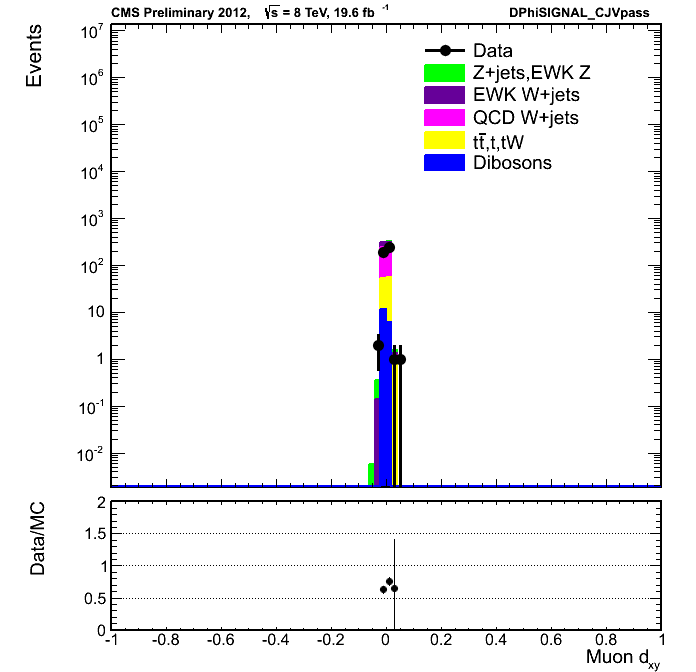 CMS Preliminary 2012, √s = 8 TeV, 19.6 fb⁻¹ DPhiSIGNAL_CJVpass
Events
10⁷
10⁶
10⁵
10⁴
10³
10²
10
1
10⁻¹
10⁻²
Data
Z+jets,EWK Z
EWK W+jets
QCD W+jets
tt̄,t,tW
Dibosons
Data/MC
2
1.5
1
0.5
0
-1 -0.8 -0.6 -0.4 -0.2 0 0.2 0.4 0.6 0.8 1
Muon d_xy